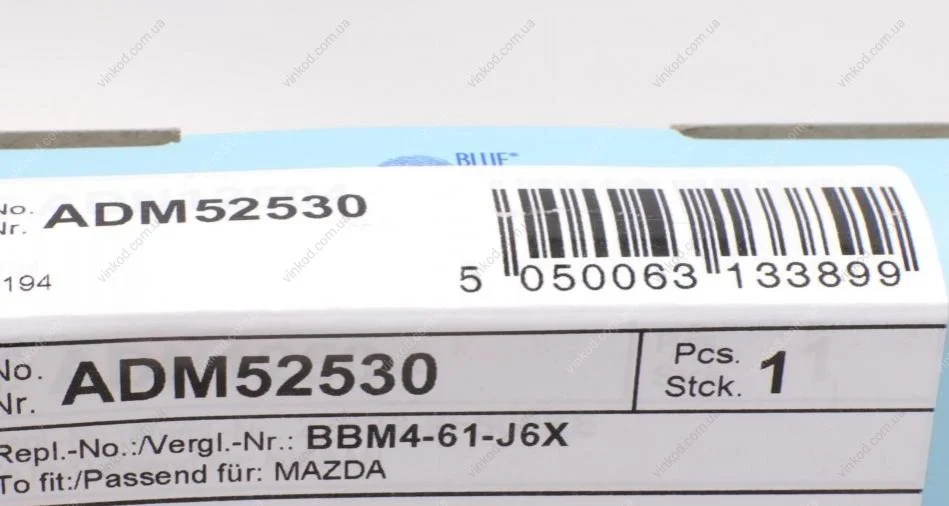 BLUE®
No. ADM52530
Nr.
194
5 050063 133899
No. ADM52530
Nr.
Pcs. 1
Stck.
Repl.-No.:/Vergl.-Nr.: BBM4-61-J6X
To fit:/Passend für: MAZDA
vinkod.com.ua